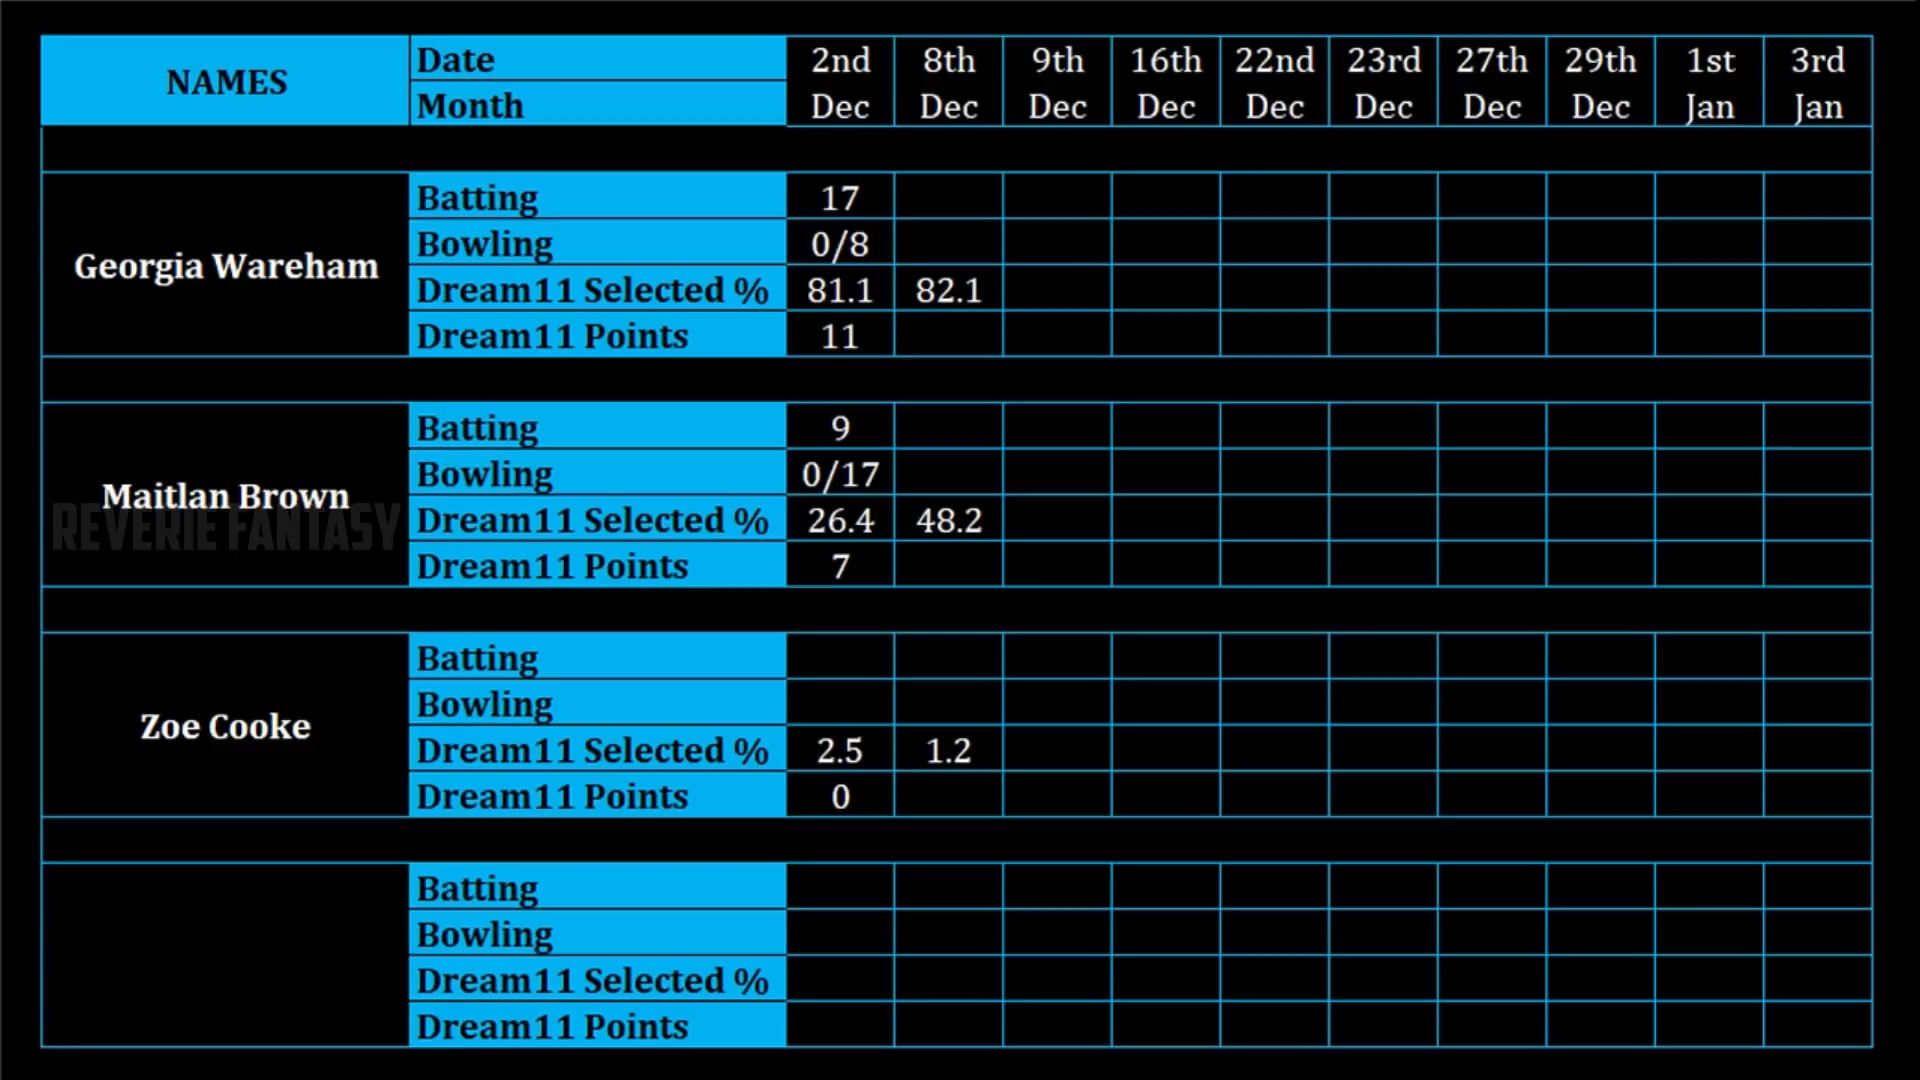 NAMES Date 2nd 8th 9th 16th 22nd 23rd 27th 29th 1st 3rd
Month Dec Dec Dec Dec Dec Dec Dec Dec Jan Jan
Georgia Wareham
Batting 17
Bowling 0/8
Dream11 Selected % 81.1 82.1
Dream11 Points 11
Maitlan Brown
REVERIE FANTASY
Batting 9
Bowling 0/17
Dream11 Selected % 26.4 48.2
Dream11 Points 7
Zoe Cooke
Batting
Bowling
Dream11 Selected % 2.5 1.2
Dream11 Points 0
Batting
Bowling
Dream11 Selected %
Dream11 Points